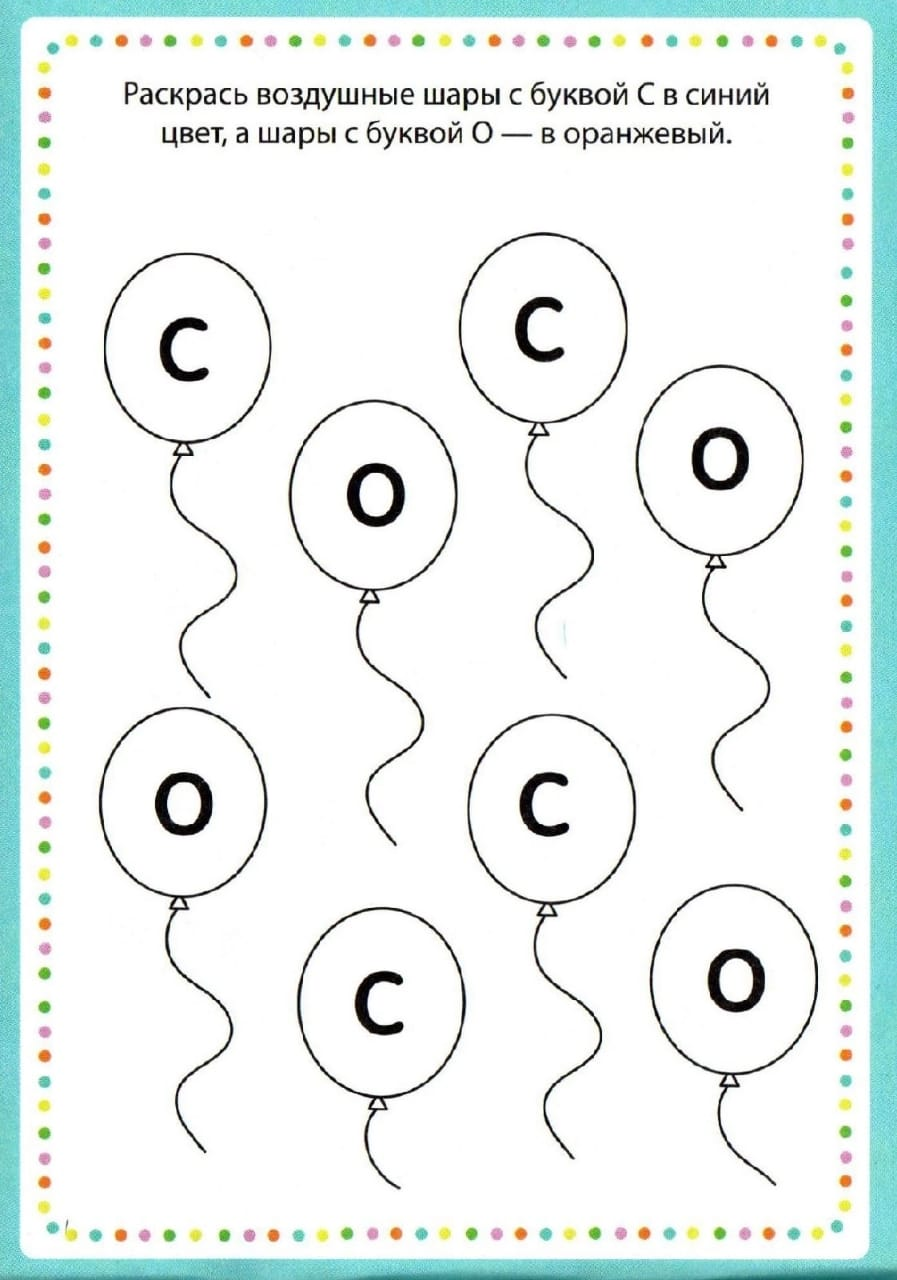 Раскрась воздушные шары с буквой С в синий
цвет, а шары с буквой О — в оранжевый.
С
С
О
О
О
С
С
О